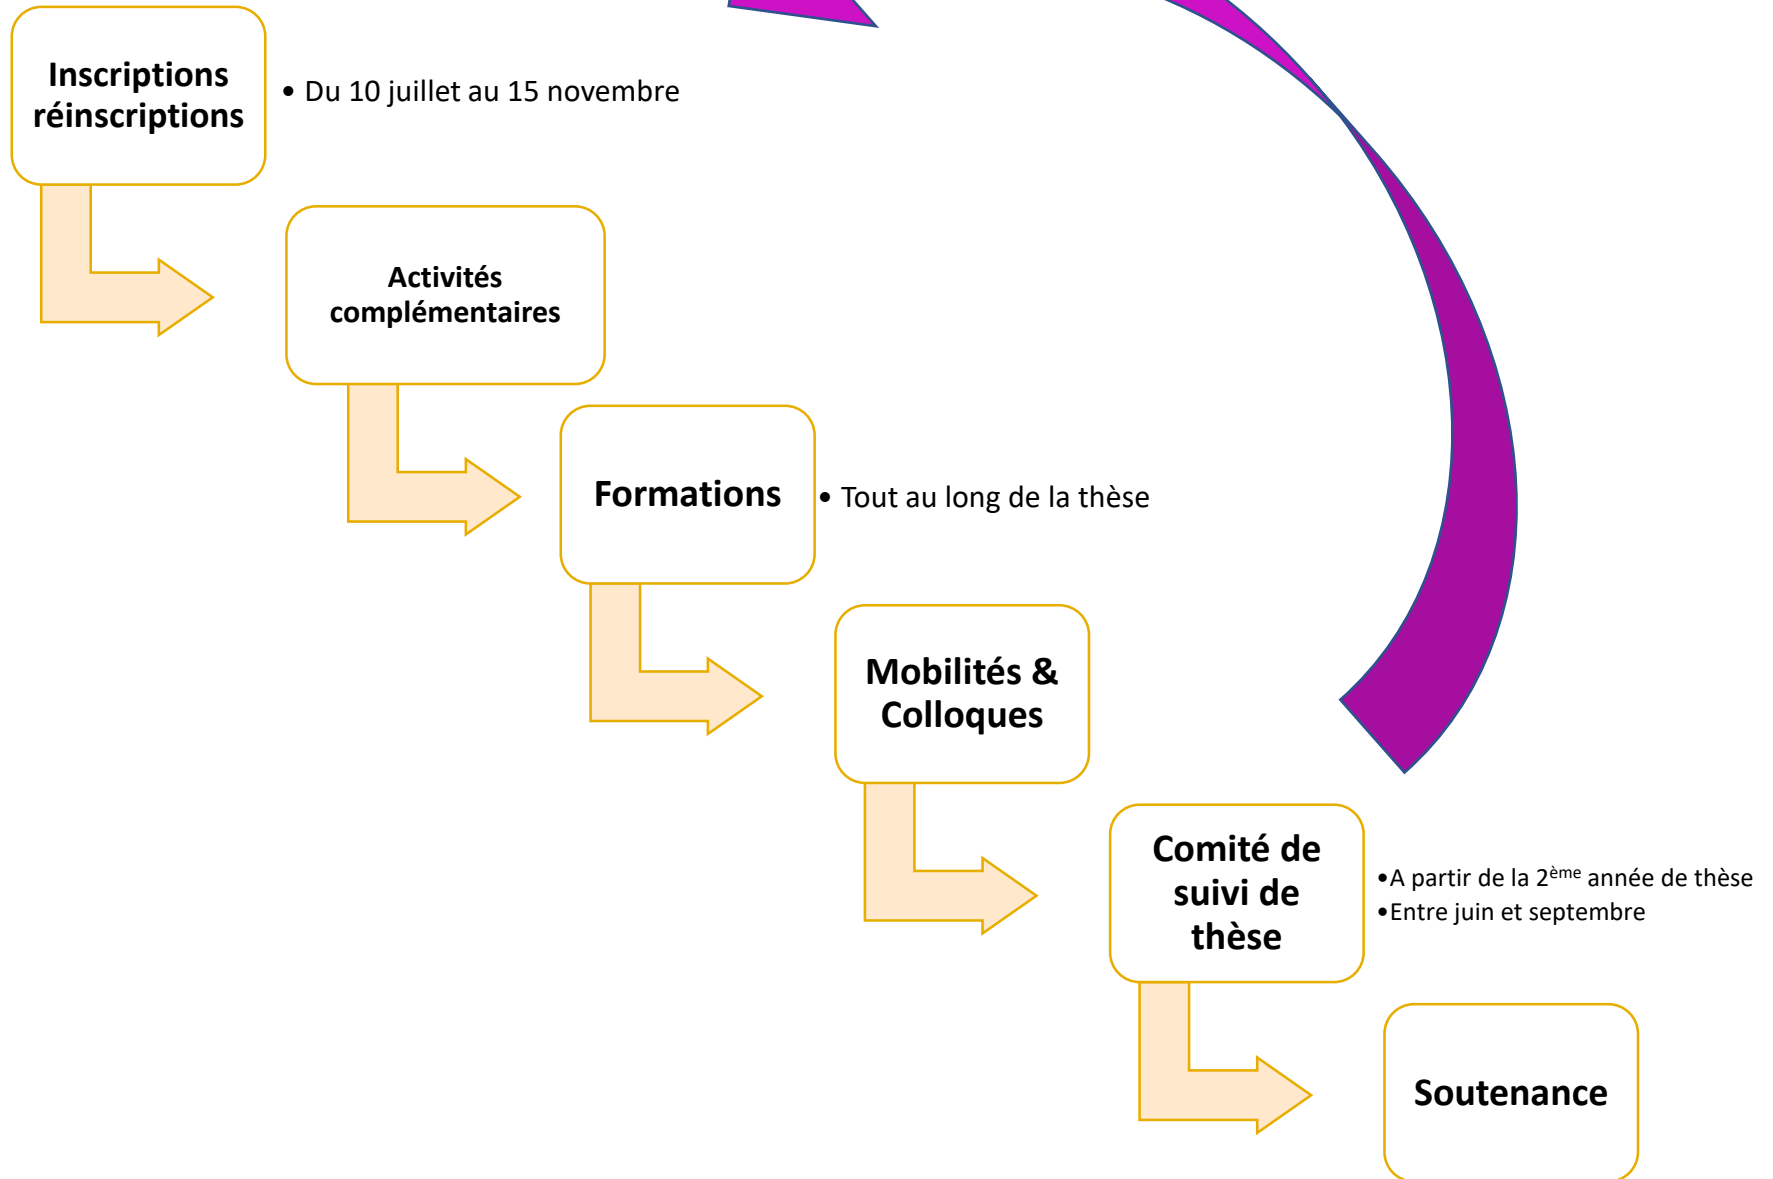 Inscriptions
réinscriptions
• Du 10 juillet au 15 novembre
Activités
complémentaires
Formations
• Tout au long de la thèse
Mobilités &
Colloques
Comité de
suivi de
thèse
•A partir de la 2ème année de thèse
•Entre juin et septembre
Soutenance